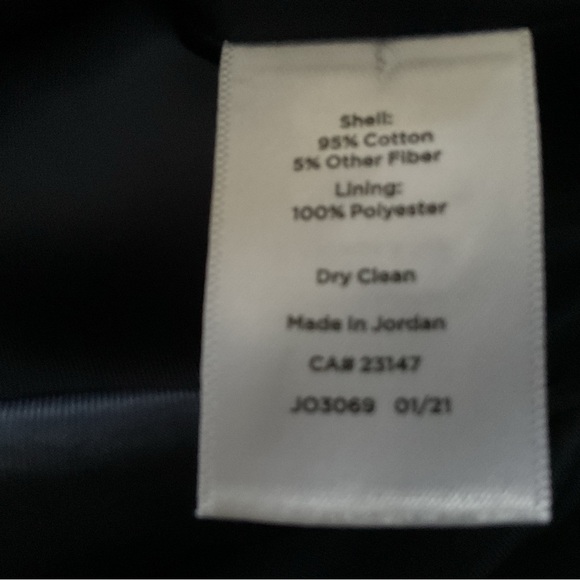 Shell:
95% Cotton
5% Other Fiber
Lining:
100% Polyester
Dry Clean
Made in Jordan
CA# 23147
JO3069 01/21